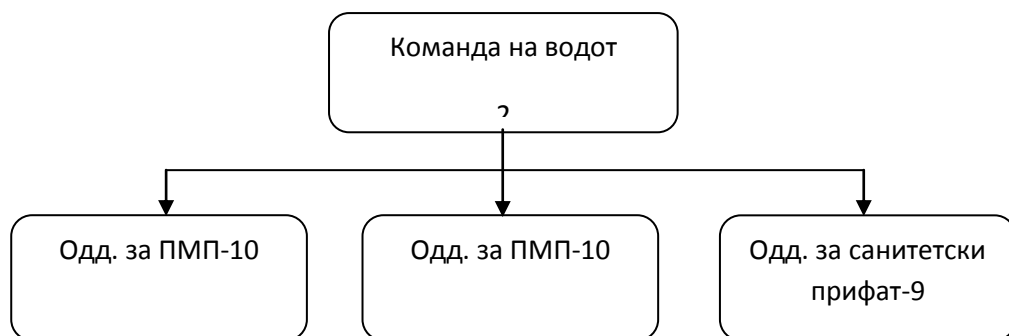 Команда на водот
2
Одд. за ПМП-10
Одд. за ПМП-10
Одд. за санитетски
прифат-9